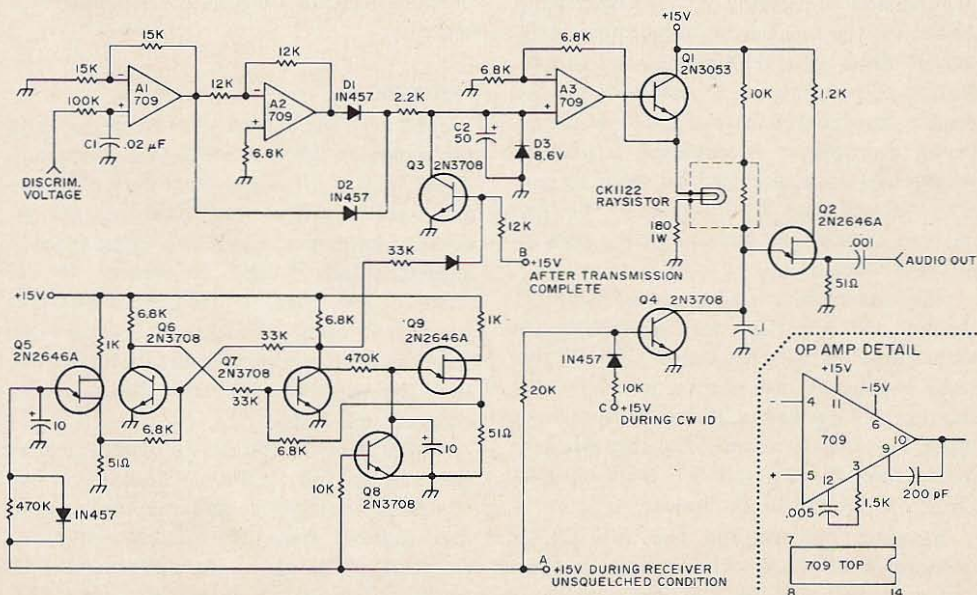 +15V
15K
15K
A1
709
100K
C1
.02 µF
DISCRIM.
VOLTAGE
12K
12K
A2
709
6.8K
D1
1N457
D2
1N457
2.2K
6.8K
6.8K
A3
709
C2
50
D3
8.6V
Q1
2N3053
10K
1.2K
Q3
2N3708
CK1122
RAYSISTOR
180
1W
12K
B
+15V
AFTER TRANSMISSION
COMPLETE
33K
Q2
2N2646A
.001
AUDIO OUT
51Ω
Q4
2N3708
.1
1N457
10K
C
+15V
DURING CW ID
20K
+15V
Q5
2N2646A
1K
6.8K
Q6
2N3708
33K
6.8K
Q7
2N3708
33K
470K
Q9
2N2646A
1K
10
6.8K
51Ω
6.8K
10
51Ω
10K
Q8
2N3708
470K
1N457
A
+15V DURING RECEIVER
UNSQUELCHED CONDITION
OP AMP DETAIL
+15V
-15V
-
4
11
6
709
10
9
+
5
12
3
.005
1.5K
200 pF
7
1
709 TOP
8
14